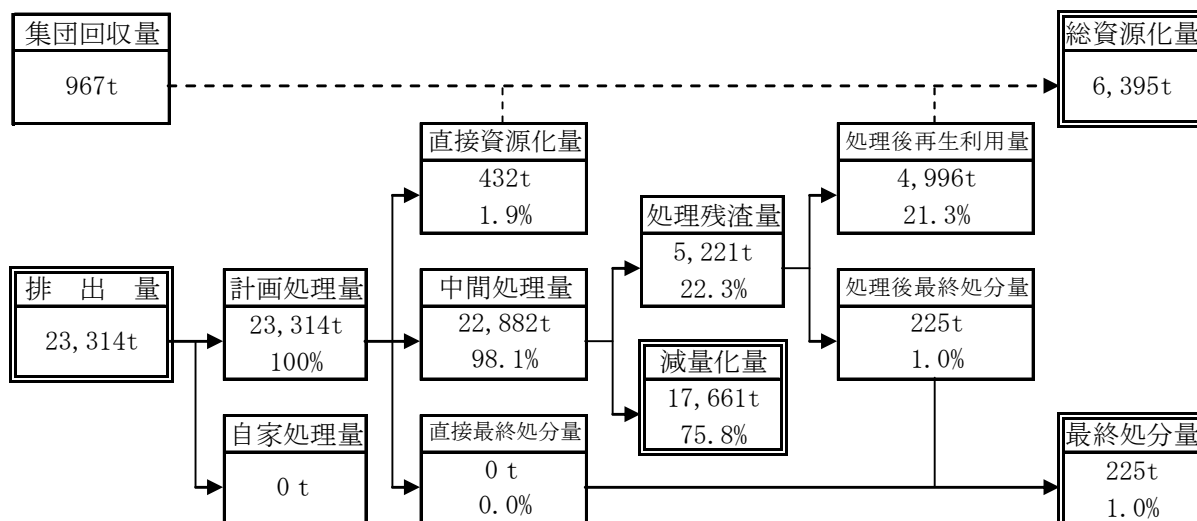 集団回収量
967t
総資源化量
6,395t
直接資源化量
432t
1.9%
処理後再生利用量
4,996t
21.3%
処理残渣量
5,221t
22.3%
排 出 量
23,314t
計画処理量
23,314t
100%
中間処理量
22,882t
98.1%
処理後最終処分量
225t
1.0%
減量化量
17,661t
75.8%
自家処理量
0 t
直接最終処分量
0 t
0.0%
最終処分量
225t
1.0%